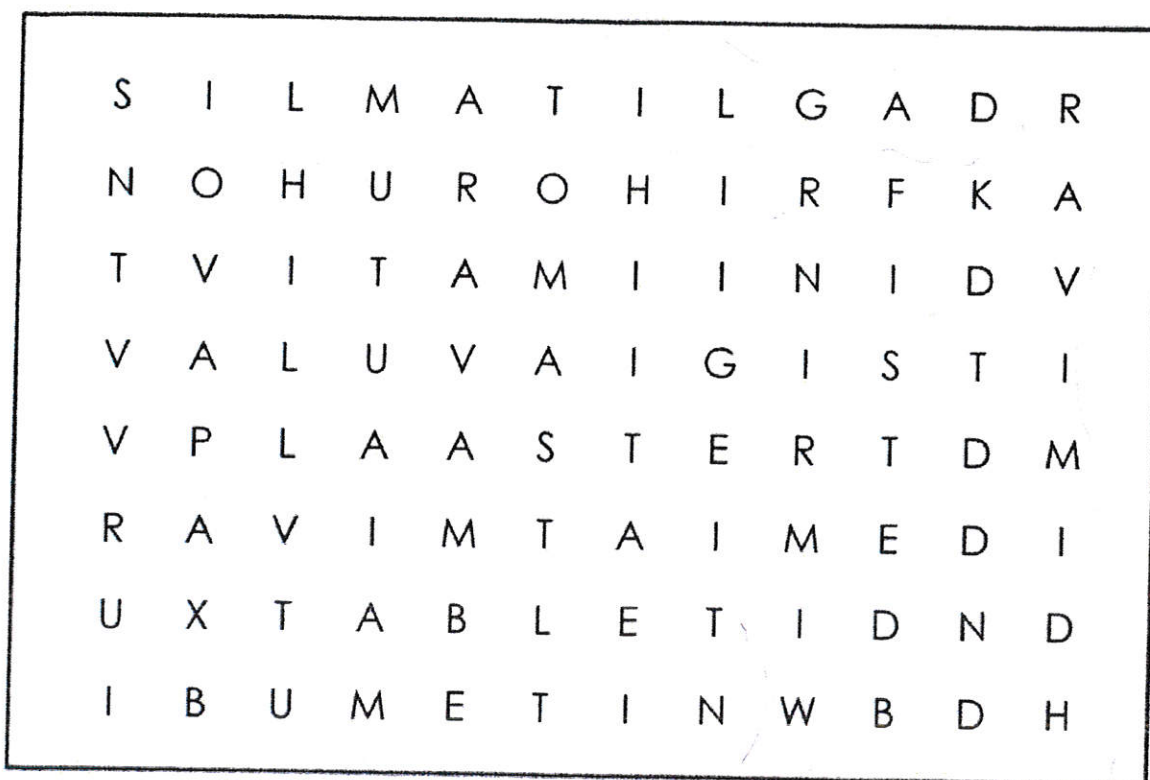 S I L M A T I L G A D R
N O H U R O H I R F K A
T V I T A M I I N I D V
V A L U V A I G I S T I
V P L A A S T E R T D M
R A V I M T A I M E D I
U X T A B L E T I D N D
I B U M E T I N W B D H